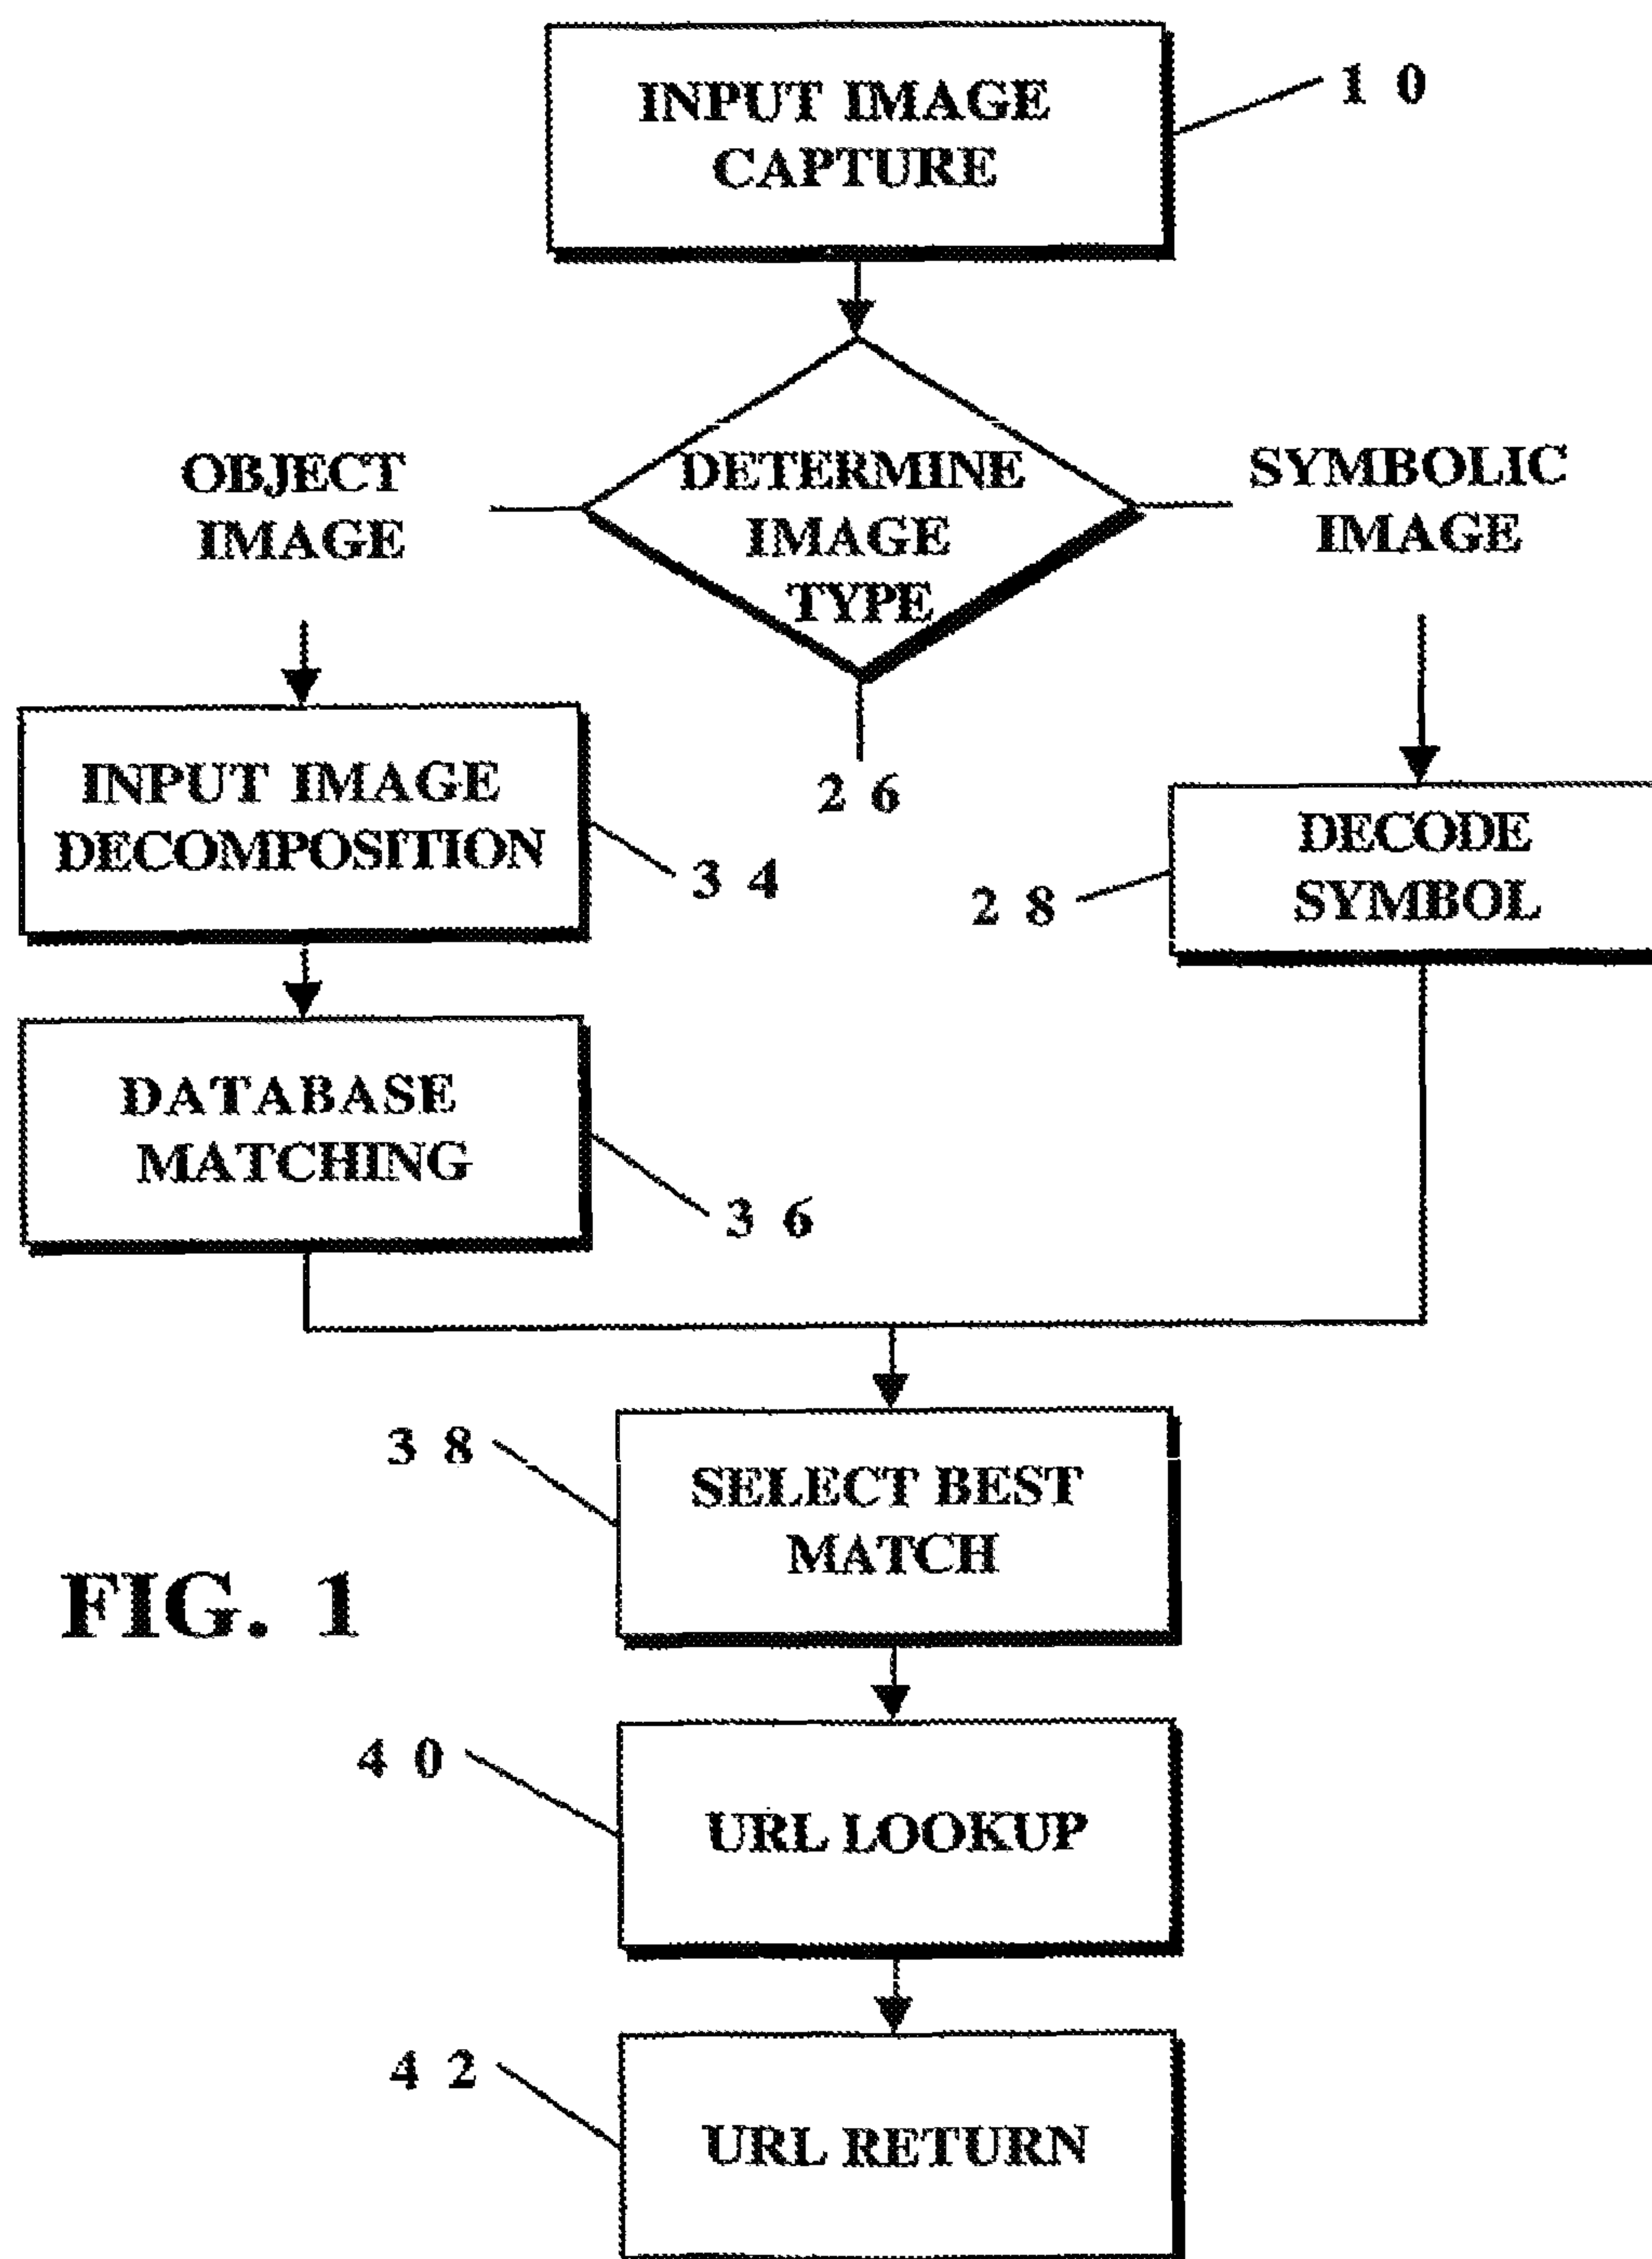 INPUT IMAGE
CAPTURE
1 0
DETERMINE
IMAGE
TYPE
2 6
OBJECT
IMAGE
SYMBOLIC
IMAGE
INPUT IMAGE
DECOMPOSITION
3 4
DECODE
SYMBOL
2 8
DATABASE
MATCHING
3 6
SELECT BEST
MATCH
3 8
FIG. 1
URL LOOKUP
4 0
URL RETURN
4 2